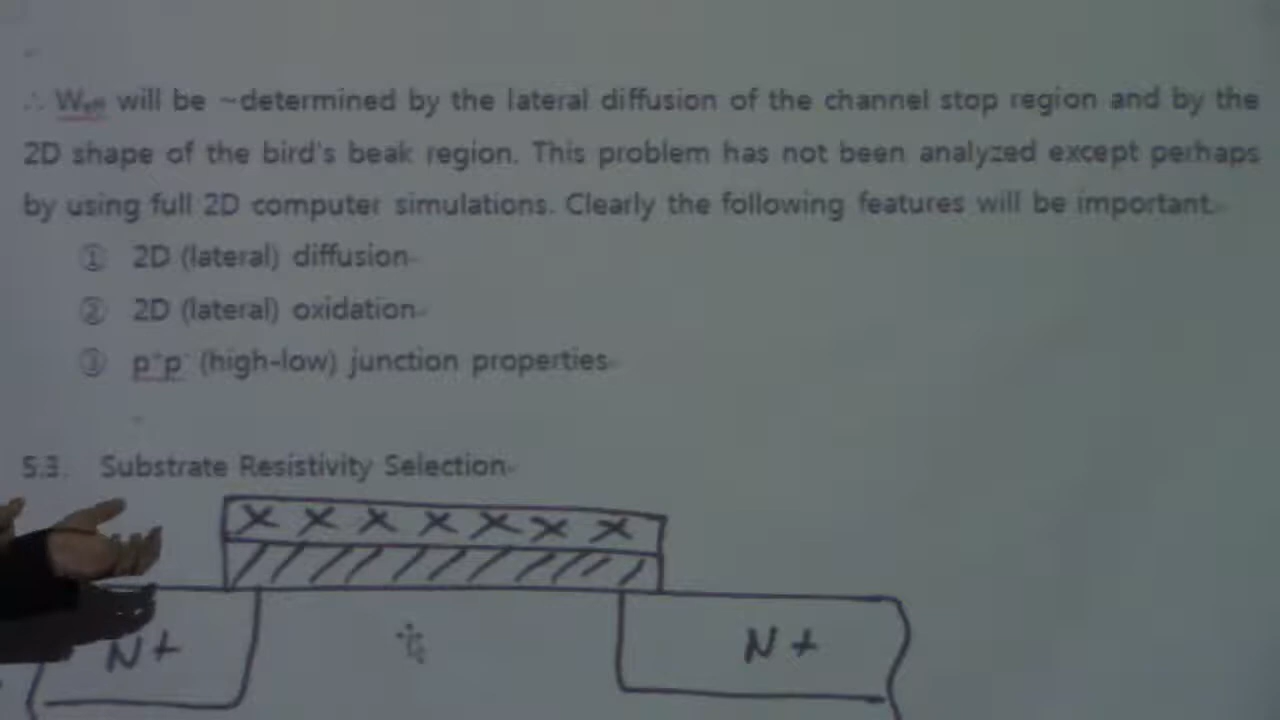 ∴ Weff will be ~determined by the lateral diffusion of the channel stop region and by the
2D shape of the bird's beak region. This problem has not been analyzed except perhaps
by using full 2D computer simulations. Clearly the following features will be important.
① 2D (lateral) diffusion
② 2D (lateral) oxidation
③ p⁺p⁻ (high-low) junction properties
5.3. Substrate Resistivity Selection
X X X X X X X
N+ N+